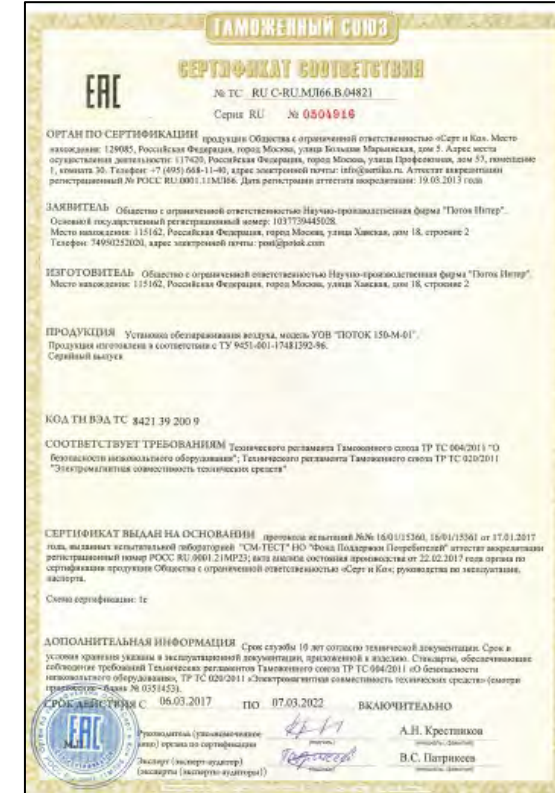 ТАМОЖЕННЫЙ СОЮЗ
СЕРТИФИКАТ СООТВЕТСТВИЯ
EAC
№ ТС RU C-RU.МЛ66.В.04821
Серия RU № 0504916
ОРГАН ПО СЕРТИФИКАЦИИ продукции Общества с ограниченной ответственностью «Серт и Ко». Место
нахождения: 129085, Российская Федерация, город Москва, улица Большая Марьинская, дом 5. Адрес места
осуществления деятельности: 117420, Российская Федерация, город Москва, улица Профсоюзная, дом 57, помещение
1, комната 30. Телефон: +7 (495) 668-11-40, адрес электронной почты: info@sertiko.ru. Аттестат аккредитации
регистрационный № РОСС RU.0001.11МЛ66. Дата регистрации аттестата аккредитации: 19.03.2013 года
ЗАЯВИТЕЛЬ Общество с ограниченной ответственностью Научно-производственная фирма "Поток Интер".
Основной государственный регистрационный номер: 1037739445028.
Место нахождения: 115162, Российская Федерация, город Москва, улица Хавская, дом 18, строение 2
Телефон: 74950252020, адрес электронной почты: post@potok.com
ИЗГОТОВИТЕЛЬ Общество с ограниченной ответственностью Научно-производственная фирма "Поток Интер".
Место нахождения: 115162, Российская Федерация, город Москва, улица Хавская, дом 18, строение 2
ПРОДУКЦИЯ Установка обеззараживания воздуха, модель УОВ "ПОТОК 150-М-01".
Продукция изготовлена в соответствии с ТУ 9451-001-17481392-96.
Серийный выпуск
КОД ТН ВЭД ТС 8421 39 200 9
СООТВЕТСТВУЕТ ТРЕБОВАНИЯМ Технического регламента Таможенного союза ТР ТС 004/2011 "О
безопасности низковольтного оборудования"; Технического регламента Таможенного союза ТР ТС 020/2011
"Электромагнитная совместимость технических средств"
СЕРТИФИКАТ ВЫДАН НА ОСНОВАНИИ протокола испытаний №№ 16/01/15360, 16/01/15361 от 17.01.2017
года, выданных испытательной лабораторией "СМ-ТЕСТ" НО "Фонд Поддержки Потребителей" аттестат аккредитации
регистрационный номер РОСС RU.0001.21МР23; акта анализа состояния производства от 22.02.2017 года органа по
сертификации продукции Общества с ограниченной ответственностью «Серт и Ко»; руководства по эксплуатации,
паспорта.
Схема сертификации: 1с
ДОПОЛНИТЕЛЬНАЯ ИНФОРМАЦИЯ Срок службы 10 лет согласно технической документации. Срок и
условия хранения указаны в эксплуатационной документации, приложенной к изделию. Стандарты, обеспечивающие
соблюдение требований Технических регламентов Таможенного союза ТР ТС 004/2011 «О безопасности
низковольтного оборудования», ТР ТС 020/2011 «Электромагнитная совместимость технических средств» (смотри
приложение - бланк № 0351453).
СРОК ДЕЙСТВИЯ С 06.03.2017 ПО 07.03.2022 ВКЛЮЧИТЕЛЬНО
EAC
М.П.
Руководитель (уполномоченное
лицо) органа по сертификации
А.Н. Крестников
Эксперт (эксперт-аудитор)
(эксперты (эксперты-аудиторы))
В.С. Патрикеев